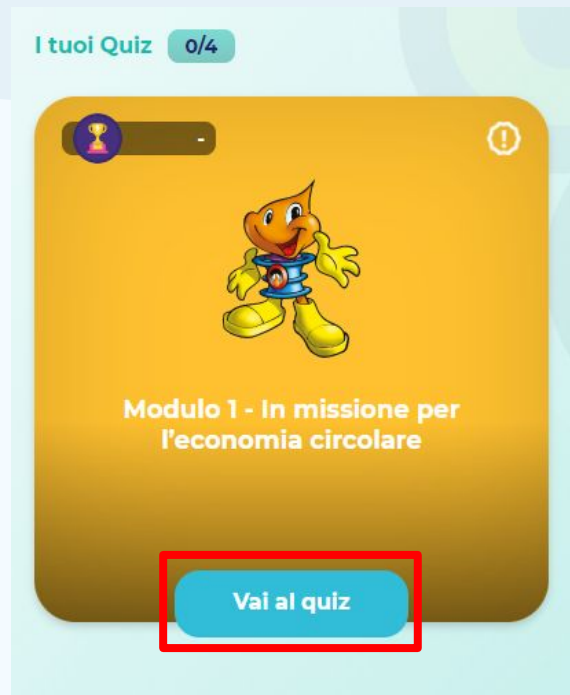 I tuoi Quiz 0/4
-
Modulo 1 - In missione per
l'economia circolare
Vai al quiz